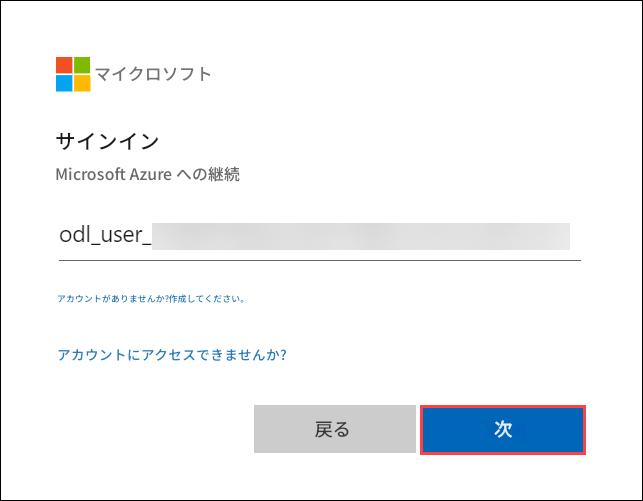 マイクロソフト
サインイン
Microsoft Azure への継続
odl_user_
アカウントがありませんか?作成してください。
アカウントにアクセスできませんか?
戻る
次